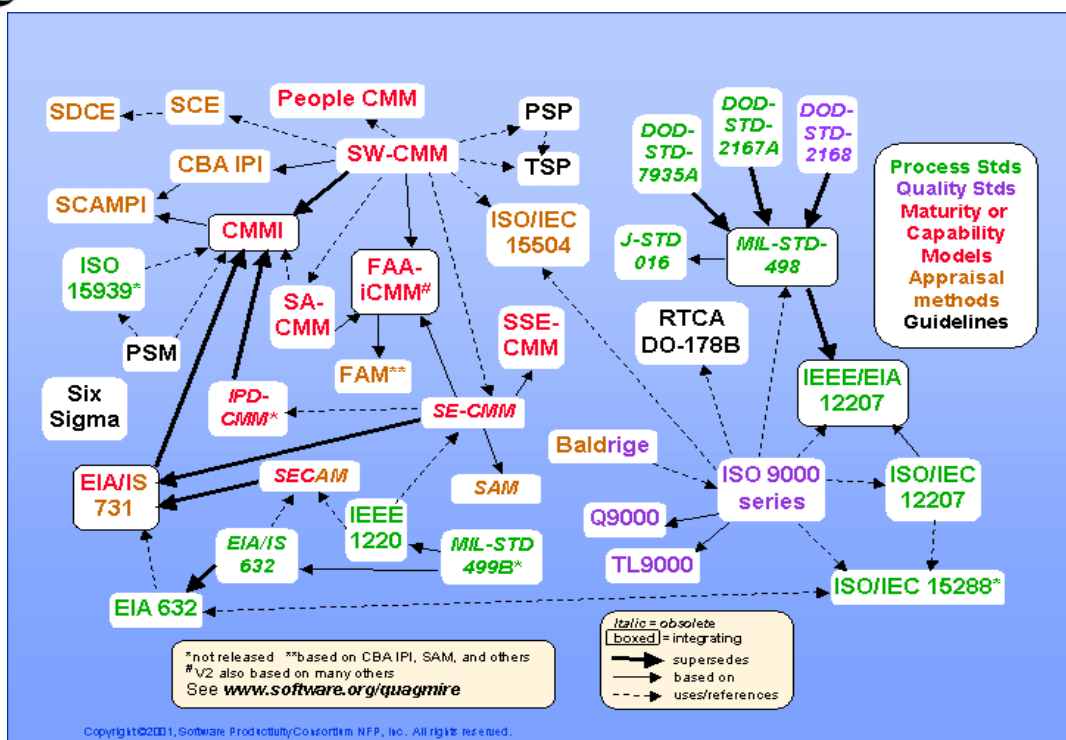 People CMM
SCE
SDCE
PSP
SW-CMM
TSP
CBA IPI
SCAMPI
CMMI
ISO/IEC
15504
ISO
15939*
FAA-
iCMM#
SA-
CMM
PSM
SSE-
CMM
FAM**
Six
Sigma
IPD-
CMM*
SE-CMM
EIA/IS
731
SECAM
SAM
IEEE
1220
EIA/IS
632
MIL-STD
499B*
EIA 632
DOD-
STD-
7935A
DOD-
STD-
2167A
DOD-
STD-
2168
J-STD
016
MIL-STD-
498
RTCA
DO-178B
IEEE/EIA
12207
Baldrige
ISO 9000
series
ISO/IEC
12207
Q9000
TL9000
ISO/IEC 15288*
Process Stds
Quality Stds
Maturity or
Capability
Models
Appraisal
methods
Guidelines
Italic = obsolete
boxed = integrating
supersedes
based on
uses/references
*not released **based on CBA IPI, SAM, and others
#V2 also based on many others
See www.software.org/quagmire
Copyright©2001, Software Productivity Consortium NFP, Inc. All rights reserved.